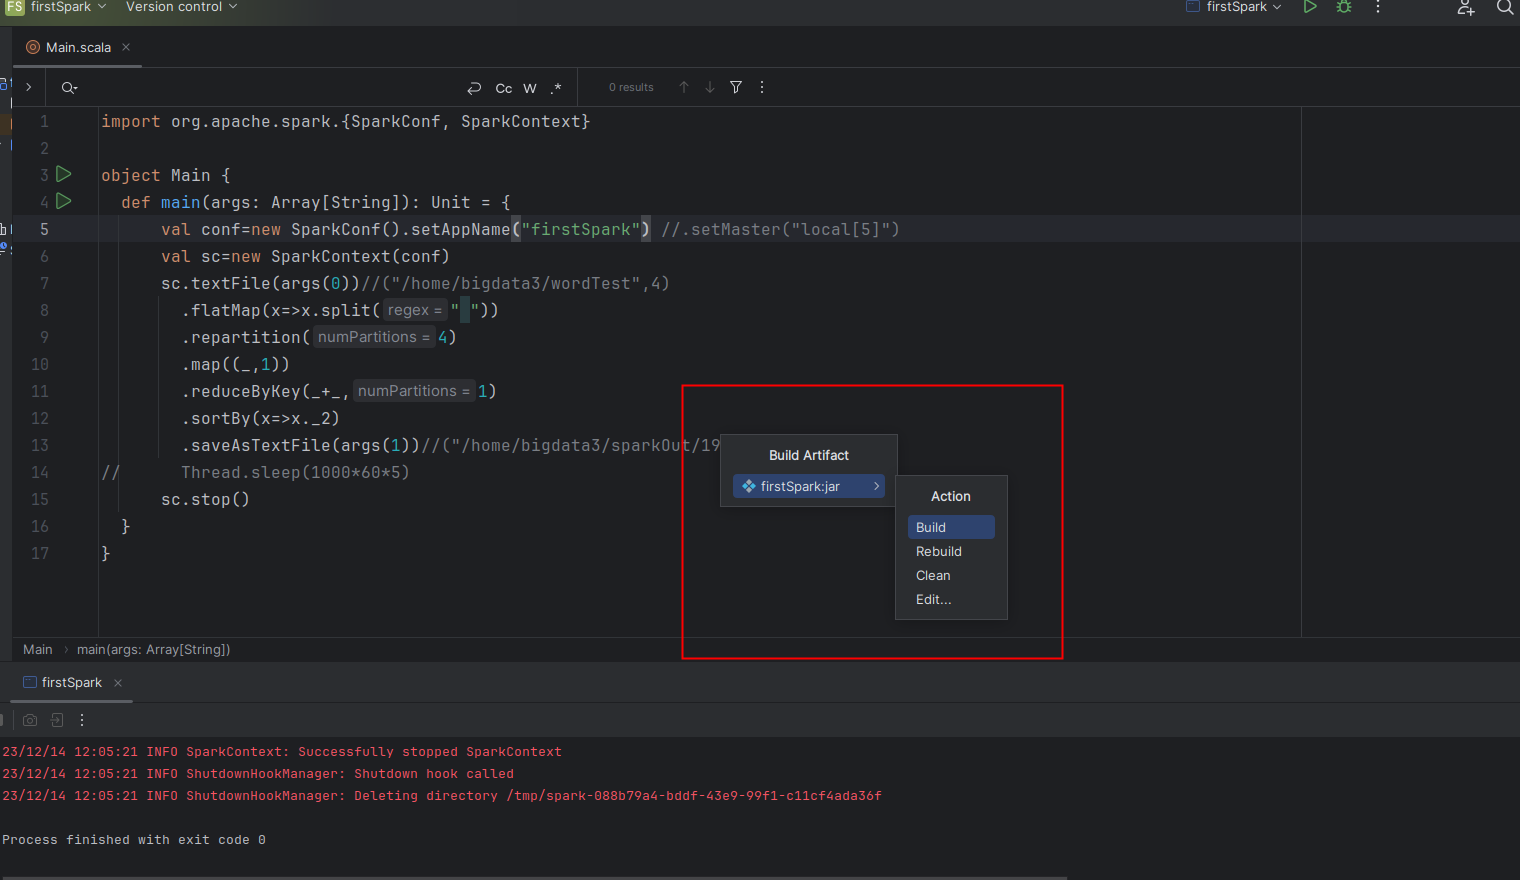 FS firstSpark Version control firstSpark
Main.scala
Cc W .* 0 results
1 import org.apache.spark.{SparkConf, SparkContext}
2
3 object Main {
4 def main(args: Array[String]): Unit = {
5 val conf=new SparkConf().setAppName("firstSpark") //.setMaster("local[5]")
6 val sc=new SparkContext(conf)
7 sc.textFile(args(0))//("/home/bigdata3/wordTest",4)
8 .flatMap(x=>x.split( regex = " "))
9 .repartition( numPartitions = 4)
10 .map((_,1))
11 .reduceByKey(_+_, numPartitions = 1)
12 .sortBy(x=>x._2)
13 .saveAsTextFile(args(1))//("/home/bigdata3/sparkOut/19
14 // Thread.sleep(1000*60*5)
15 sc.stop()
16 }
17 }
Build Artifact
firstSpark:jar
Action
Build
Rebuild
Clean
Edit...
Main main(args: Array[String])
firstSpark
23/12/14 12:05:21 INFO SparkContext: Successfully stopped SparkContext
23/12/14 12:05:21 INFO ShutdownHookManager: Shutdown hook called
23/12/14 12:05:21 INFO ShutdownHookManager: Deleting directory /tmp/spark-088b79a4-bddf-43e9-99f1-c11cf4ada36f
Process finished with exit code 0